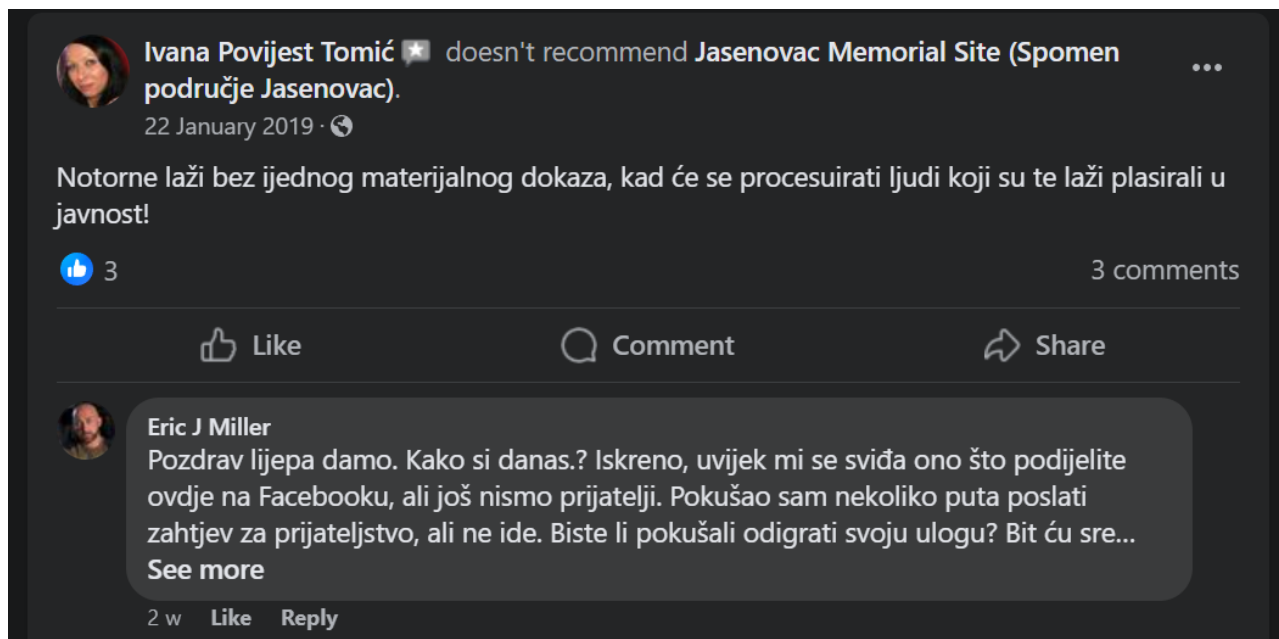 Ivana Povijest Tomić doesn't recommend Jasenovac Memorial Site (Spomen
područje Jasenovac).
22 January 2019 ·
Notorne laži bez ijednog materijalnog dokaza, kad će se procesuirati ljudi koji su te laži plasirali u
javnost!
3
3 comments
Like
Comment
Share
Eric J Miller
Pozdrav lijepa damo. Kako si danas.? Iskreno, uvijek mi se sviđa ono što podijelite
ovdje na Facebooku, ali još nismo prijatelji. Pokušao sam nekoliko puta poslati
zahtjev za prijateljstvo, ali ne ide. Biste li pokušali odigrati svoju ulogu? Bit ću sre...
See more
2 w Like Reply